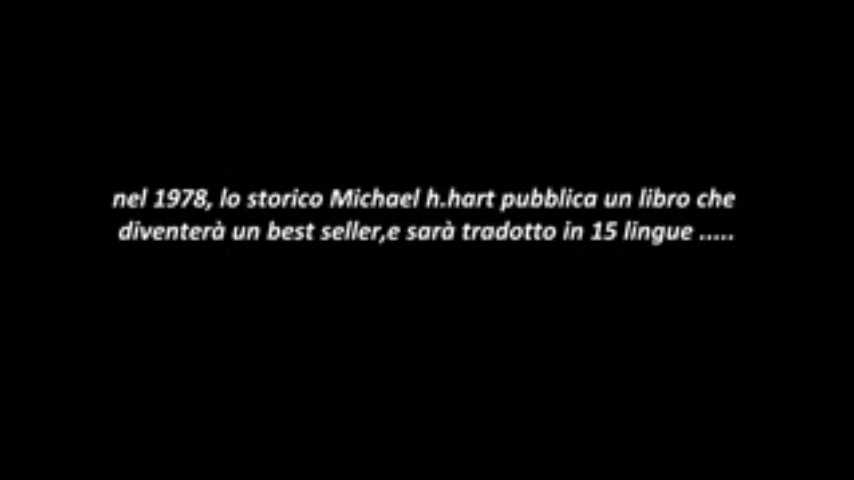 nel 1978, lo storico Michael h.hart pubblica un libro che
diventerà un best seller,e sarà tradotto in 15 lingue .....